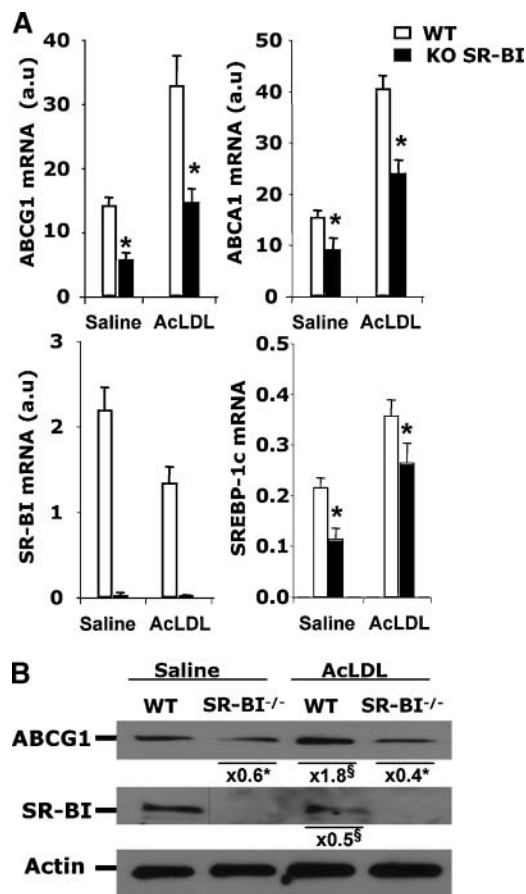 A
WT
KO SR-BI
ABCG1 mRNA (a.u)
40
30
20
10
0
*
*
Saline
AcLDL
ABCA1 mRNA (a.u)
50
40
30
20
10
0
*
*
Saline
AcLDL
SR-BI mRNA (a.u)
3
2
1
0
Saline
AcLDL
SREBP-1c mRNA
0.5
0.4
0.3
0.2
0.1
0.0
*
*
Saline
AcLDL
B
Saline AcLDL
WT SR-BI-/- WT SR-BI-/-
ABCG1
x0.6* x1.8§ x0.4*
SR-BI
x0.5§
Actin